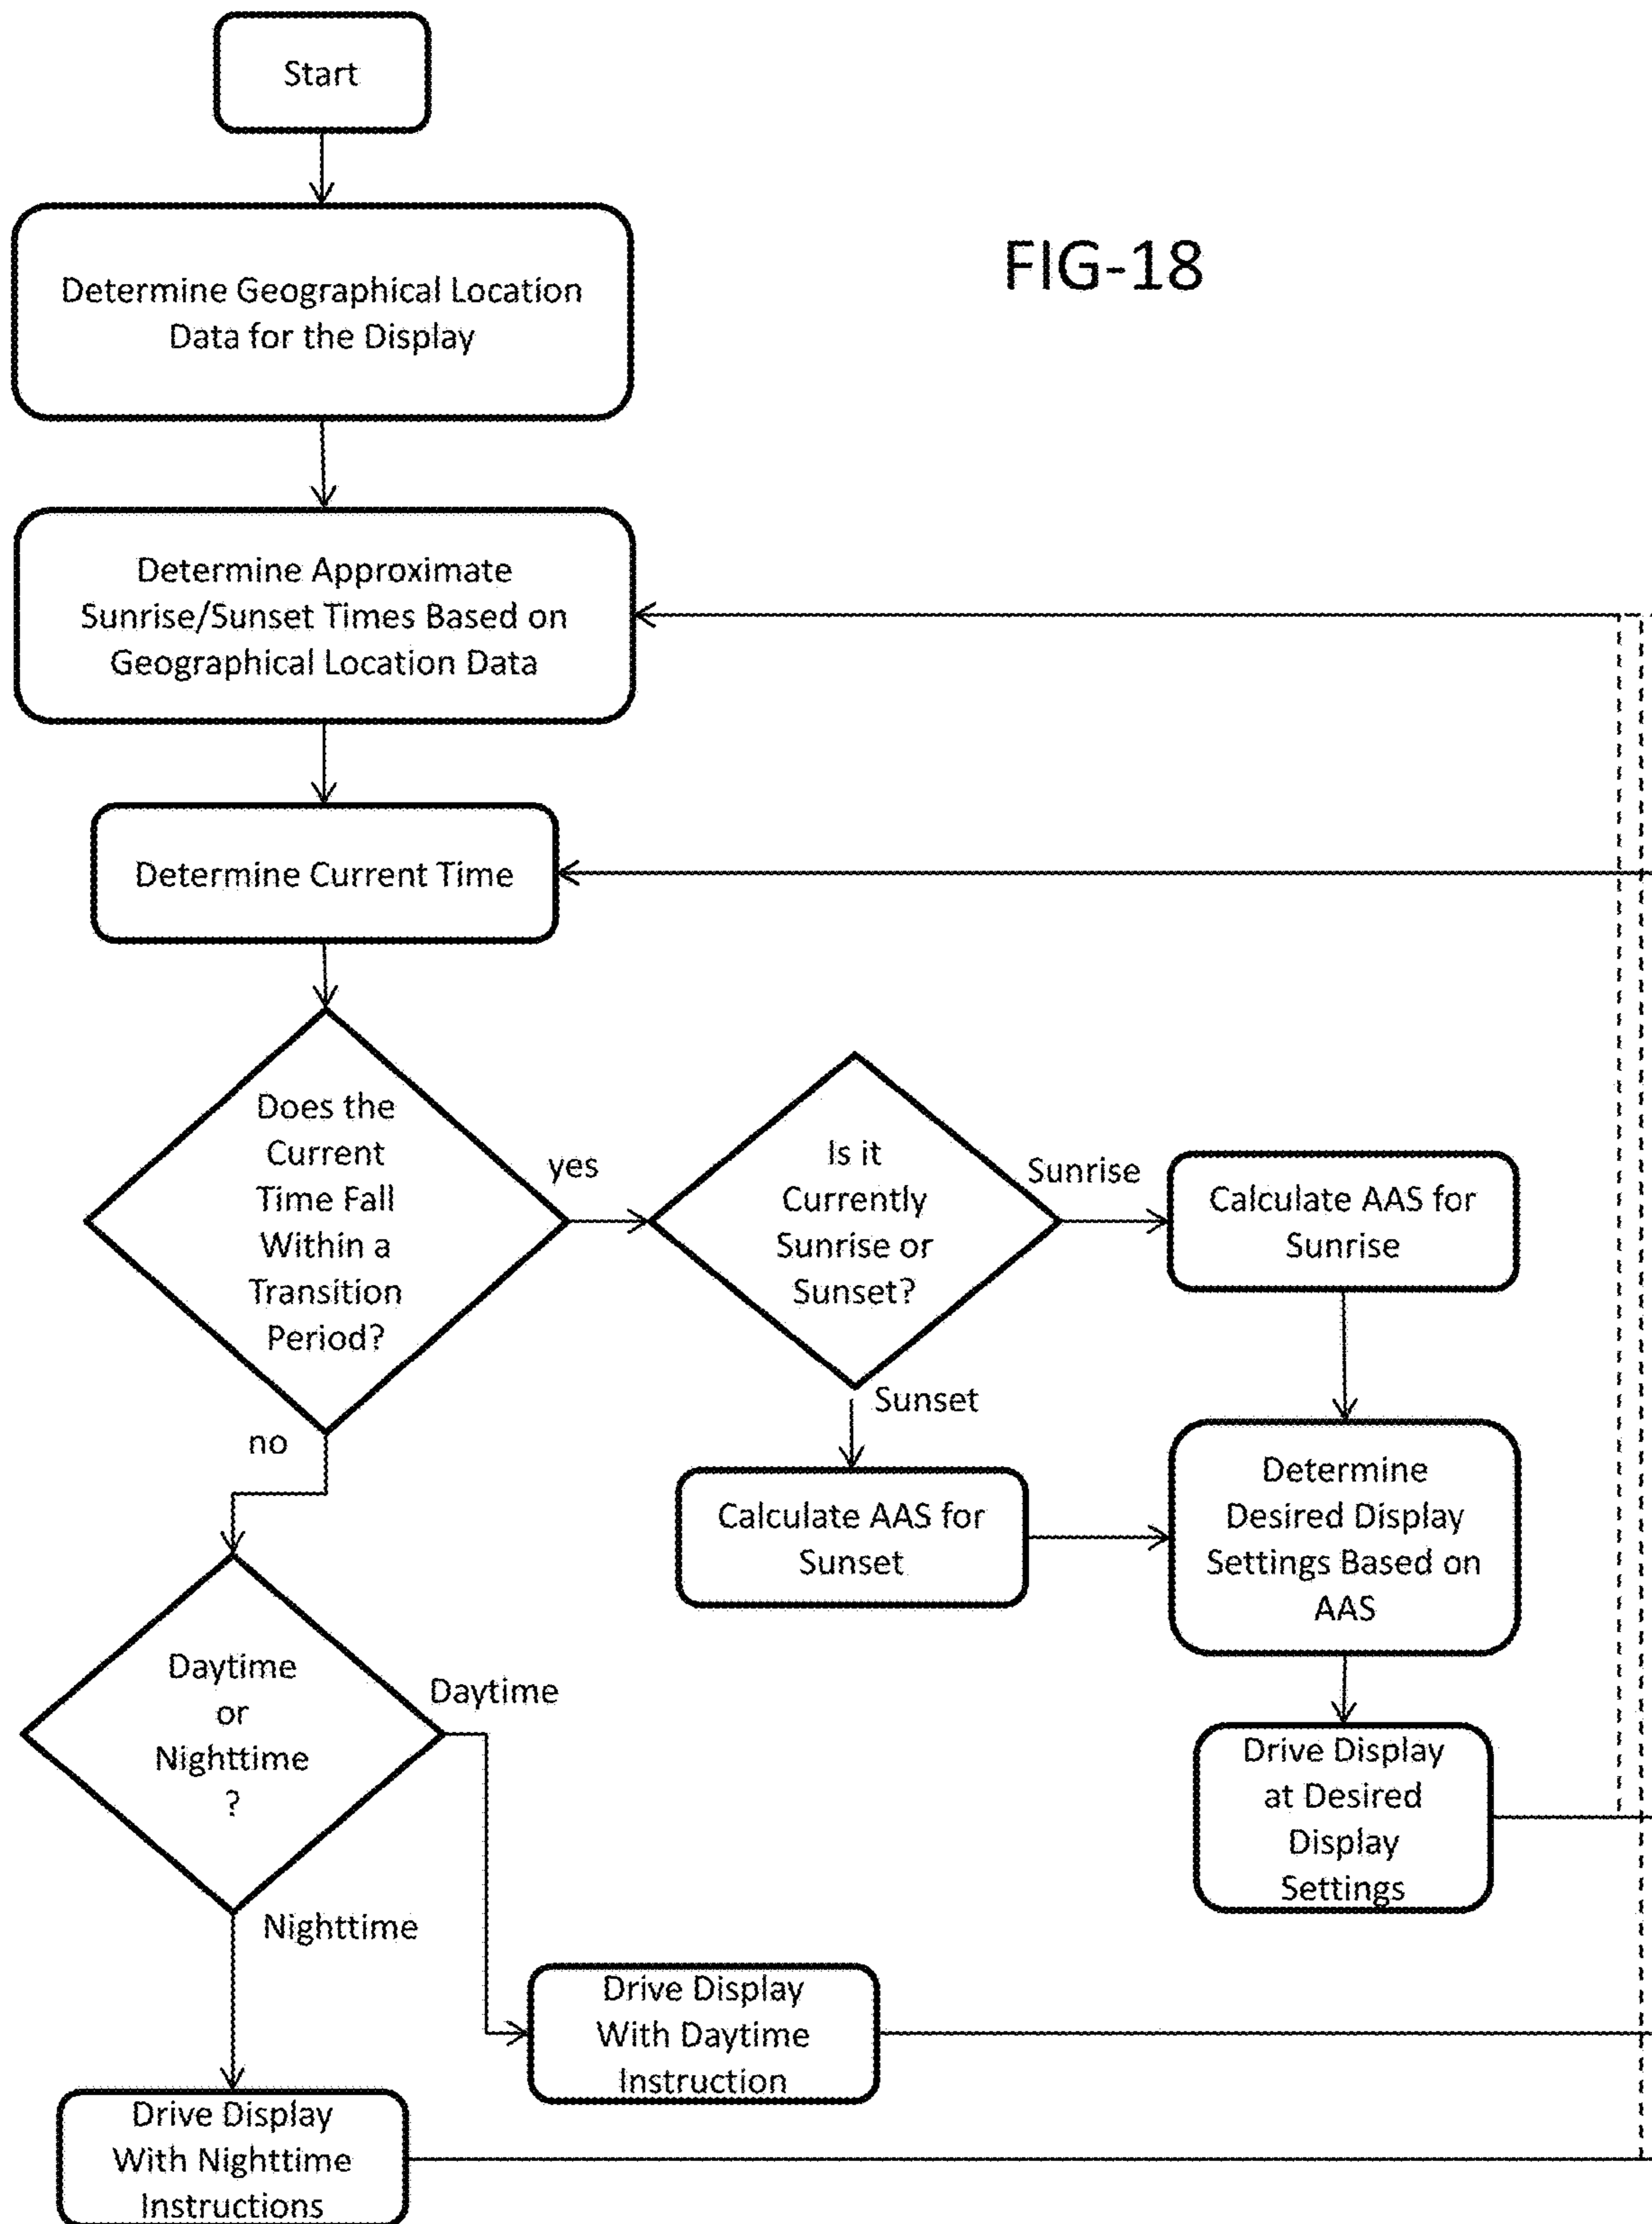 Start
FIG-18
Determine Geographical Location
Data for the Display
Determine Approximate
Sunrise/Sunset Times Based on
Geographical Location Data
Determine Current Time
Does the
Current
Time Fall
Within a
Transition
Period?
yes
no
Is it
Currently
Sunrise or
Sunset?
Sunrise
Sunset
Calculate AAS for
Sunrise
Calculate AAS for
Sunset
Determine
Desired Display
Settings Based on
AAS
Drive Display
at Desired
Display
Settings
Daytime
or
Nighttime
?
Daytime
Nighttime
Drive Display
With Daytime
Instruction
Drive Display
With Nighttime
Instructions